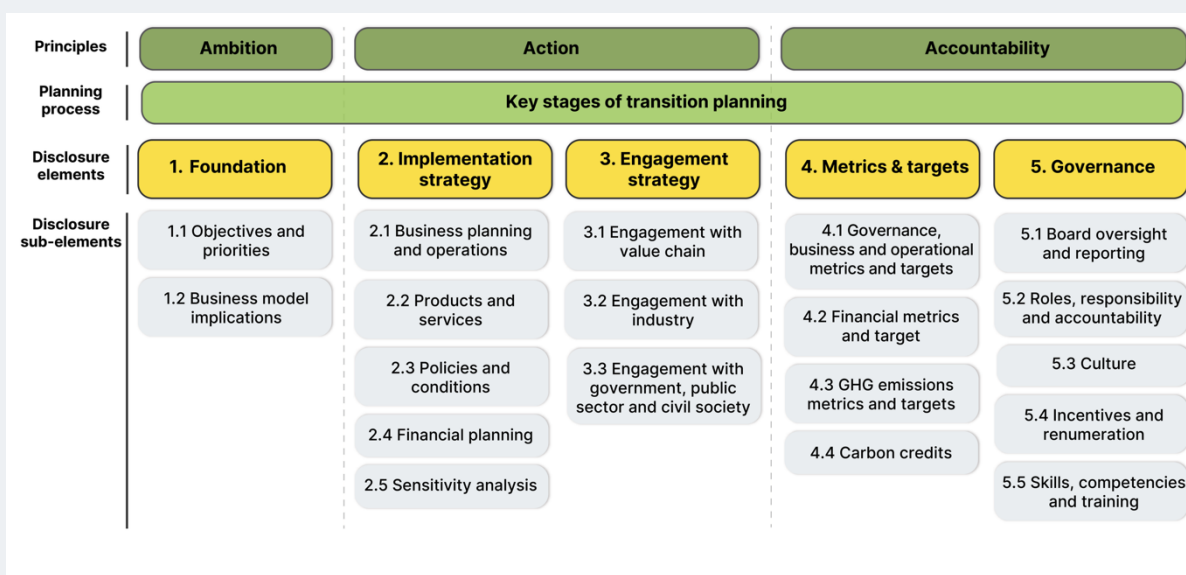 Principles
Ambition
Action
Accountability
Planning
process
Key stages of transition planning
Disclosure
elements
1. Foundation
2. Implementation
strategy
3. Engagement
strategy
4. Metrics & targets
5. Governance
Disclosure
sub-elements
1.1 Objectives and
priorities
1.2 Business model
implications
2.1 Business planning
and operations
2.2 Products and
services
2.3 Policies and
conditions
2.4 Financial planning
2.5 Sensitivity analysis
3.1 Engagement with
value chain
3.2 Engagement with
industry
3.3 Engagement with
government, public
sector and civil society
4.1 Governance,
business and operational
metrics and targets
4.2 Financial metrics
and target
4.3 GHG emissions
metrics and targets
4.4 Carbon credits
5.1 Board oversight
and reporting
5.2 Roles, responsibility
and accountability
5.3 Culture
5.4 Incentives and
renumeration
5.5 Skills, competencies
and training